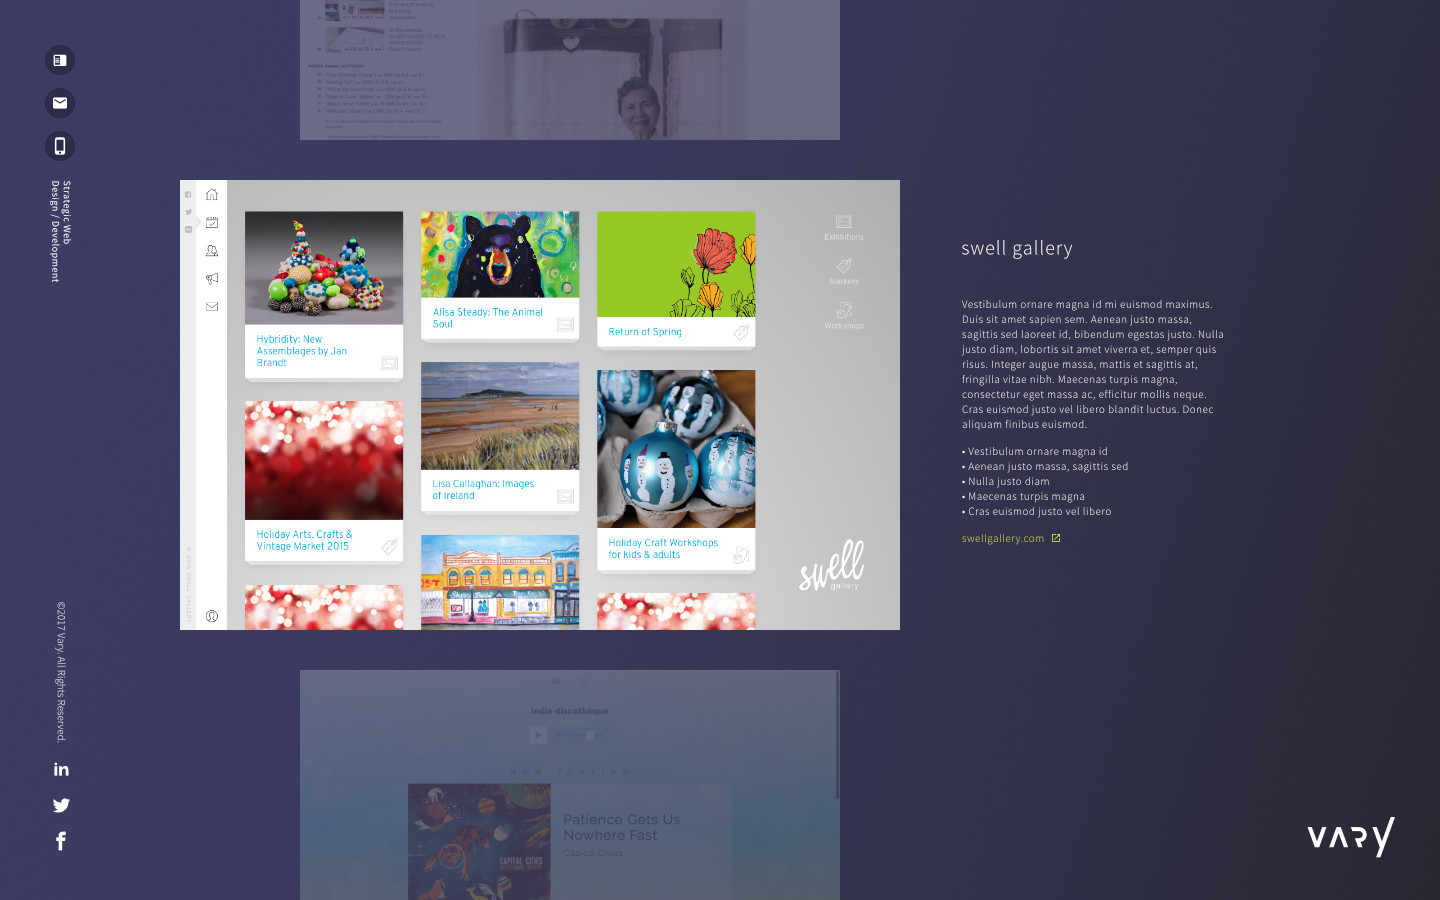 Strategic Web
Design / Development
©2017 Vary. All Rights Reserved.
Hybridity: New
Assemblages by Jan
Brandt
Alisa Steady: The Animal
Soul
Return of Spring
Holiday Arts, Crafts &
Vintage Market 2015
Lisa Callaghan: Images
of Ireland
Holiday Craft Workshops
for kids & adults
Exhibitions
Markets
Workshops
swell
gallery
swell gallery
Vestibulum ornare magna id mi euismod maximus.
Duis sit amet sapien sem. Aenean justo massa,
sagittis sed laoreet id, bibendum egestas justo. Nulla
justo diam, lobortis sit amet viverra et, semper quis
risus. Integer augue massa, mattis et sagittis at,
fringilla vitae nibh. Maecenas turpis magna,
consectetur eget massa ac, efficitur mollis neque.
Cras euismod justo vel libero blandit luctus. Donec
aliquam finibus euismod.
• Vestibulum ornare magna id
• Aenean justo massa, sagittis sed
• Nulla justo diam
• Maecenas turpis magna
• Cras euismod justo vel libero
swellgallery.com
indie discothèque
NOW PLAYING
CAPITAL CITIES
Patience Gets Us
Nowhere Fast
Capital Cities
VARY